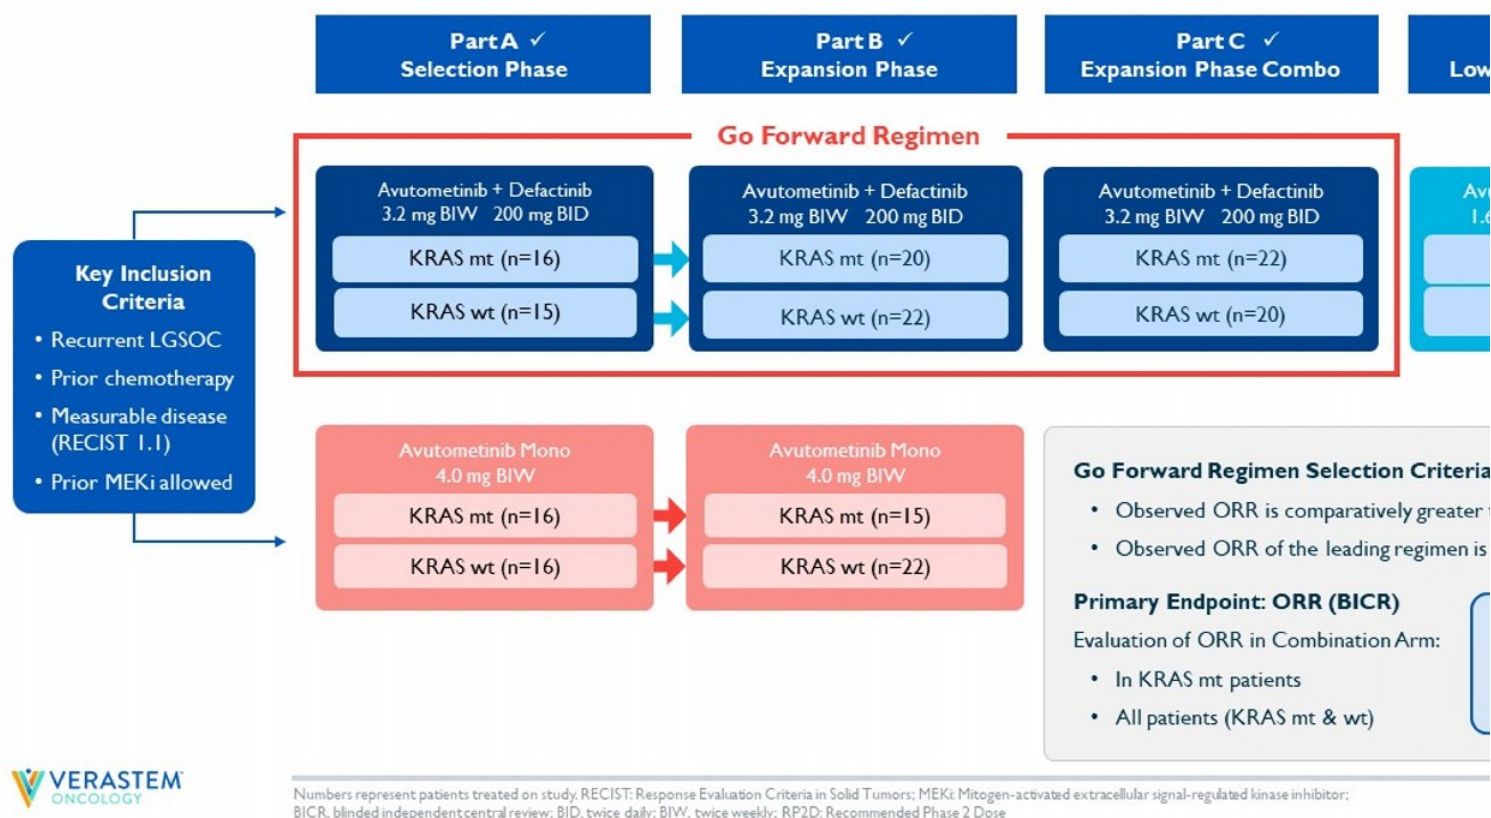 Part A ✓
Selection Phase
Part B ✓
Expansion Phase
Part C ✓
Expansion Phase Combo
Low
Go Forward Regimen
Key Inclusion
Criteria
• Recurrent LGSOC
• Prior chemotherapy
• Measurable disease
(RECIST 1.1)
• Prior MEKi allowed
Avutometinib + Defactinib
3.2 mg BIW 200 mg BID
KRAS mt (n=16)
KRAS wt (n=15)
Avutometinib + Defactinib
3.2 mg BIW 200 mg BID
KRAS mt (n=20)
KRAS wt (n=22)
Avutometinib + Defactinib
3.2 mg BIW 200 mg BID
KRAS mt (n=22)
KRAS wt (n=20)
Avutometinib Mono
4.0 mg BIW
KRAS mt (n=16)
KRAS wt (n=16)
Avutometinib Mono
4.0 mg BIW
KRAS mt (n=15)
KRAS wt (n=22)
Go Forward Regimen Selection Criteria
• Observed ORR is comparatively greater
• Observed ORR of the leading regimen is
Primary Endpoint: ORR (BICR)
Evaluation of ORR in Combination Arm:
• In KRAS mt patients
• All patients (KRAS mt & wt)
VERASTEM
ONCOLOGY
Numbers represent patients treated on study. RECIST: Response Evaluation Criteria in Solid Tumors; MEKi: Mitogen-activated extracellular signal-regulated kinase inhibitor;
BICR, blinded independent central review; BID, twice daily; BIW, twice weekly; RP2D: Recommended Phase 2 Dose